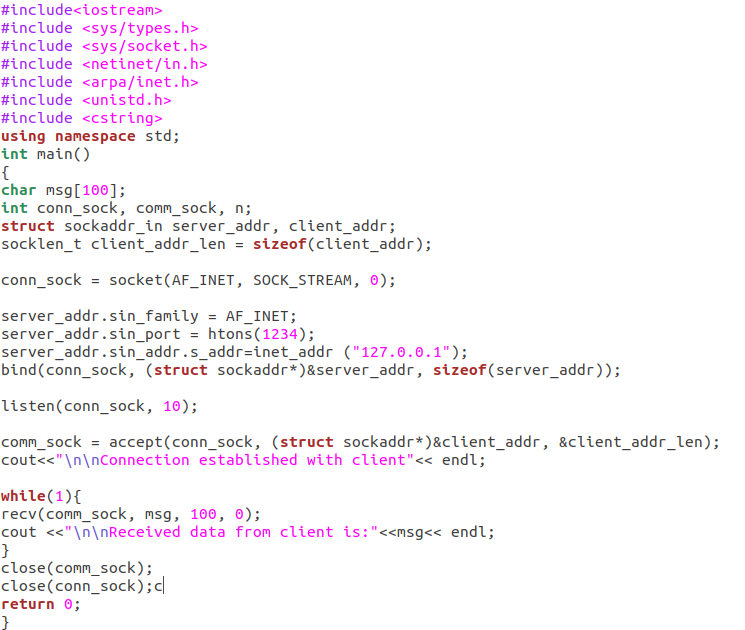 #include<iostream>
#include <sys/types.h>
#include <sys/socket.h>
#include <netinet/in.h>
#include <arpa/inet.h>
#include <unistd.h>
#include <cstring>
using namespace std;
int main()
{
char msg[100];
int conn_sock, comm_sock, n;
struct sockaddr_in server_addr, client_addr;
socklen_t client_addr_len = sizeof(client_addr);

conn_sock = socket(AF_INET, SOCK_STREAM, 0);

server_addr.sin_family = AF_INET;
server_addr.sin_port = htons(1234);
server_addr.sin_addr.s_addr=inet_addr ("127.0.0.1");
bind(conn_sock, (struct sockaddr*)&server_addr, sizeof(server_addr));

listen(conn_sock, 10);

comm_sock = accept(conn_sock, (struct sockaddr*)&client_addr, &client_addr_len);
cout<<"\n\nConnection established with client"<< endl;

while(1){
recv(comm_sock, msg, 100, 0);
cout <<"\n\nReceived data from client is:"<<msg<< endl;
}
close(comm_sock);
close(conn_sock);c
return 0;
}